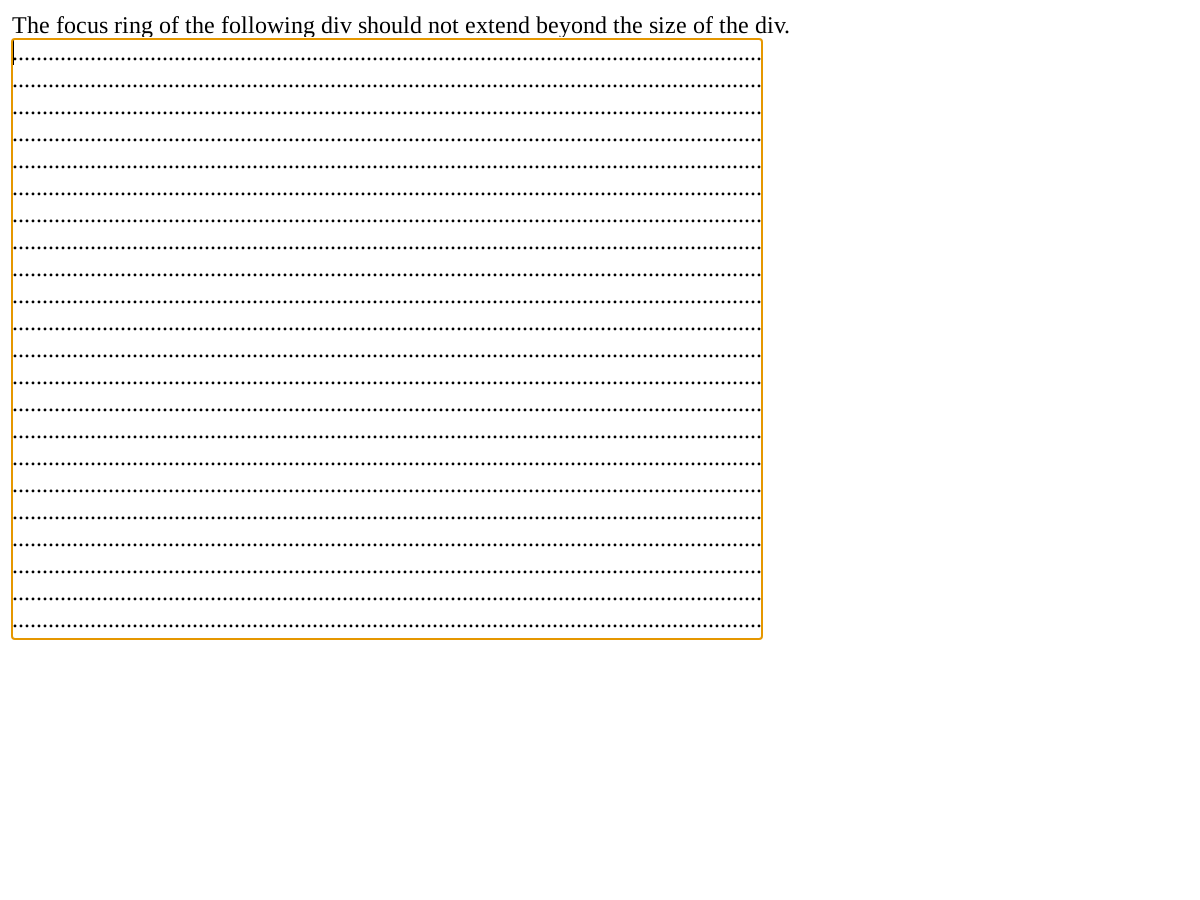 The focus ring of the following div should not extend beyond the size of the div.